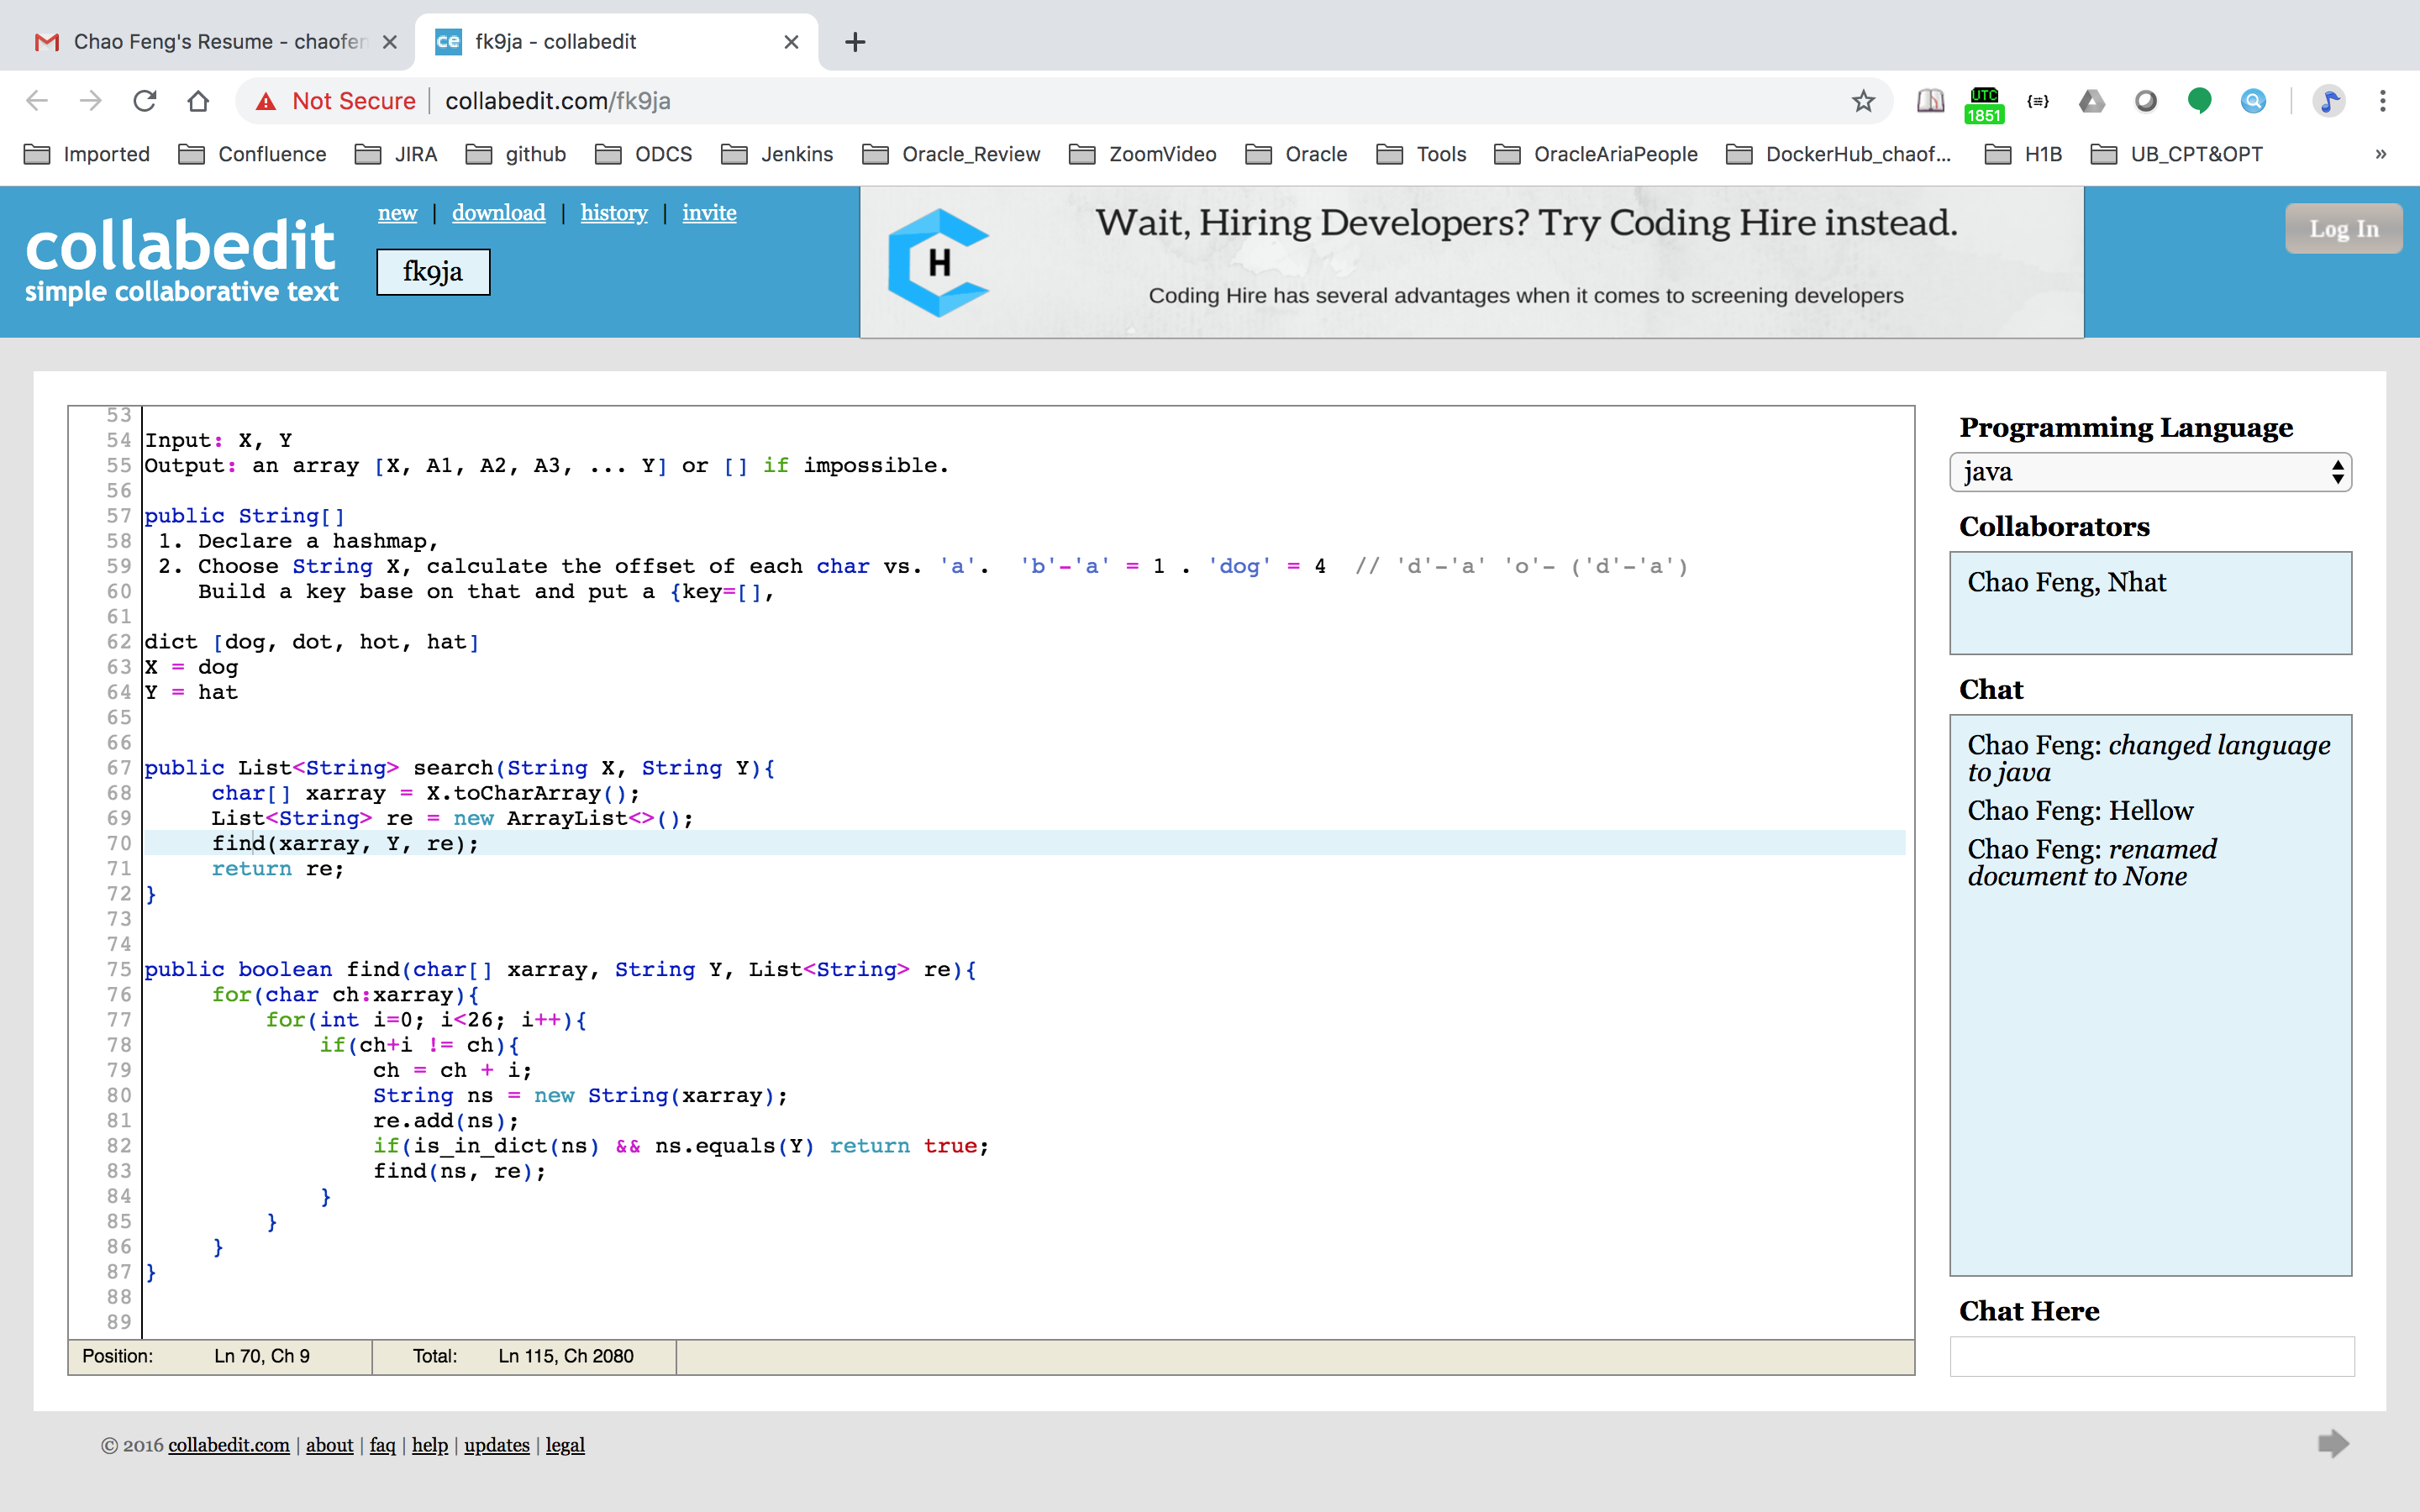 Chao Feng's Resume - chaofen
fk9ja - collabedit
Not Secure
collabedit.com/fk9ja
UTC
1851
Imported
Confluence
JIRA
github
ODCS
Jenkins
Oracle_Review
ZoomVideo
Oracle
Tools
OracleAriaPeople
DockerHub_chaof...
H1B
UB_CPT&OPT
»
collabedit
simple collaborative text
new | download | history | invite
fk9ja
H
Wait, Hiring Developers? Try Coding Hire instead.
Coding Hire has several advantages when it comes to screening developers
Log In
53
54 Input: X, Y
55 Output: an array [X, A1, A2, A3, ... Y] or [] if impossible.
56
57 public String[]
58 1. Declare a hashmap,
59 2. Choose String X, calculate the offset of each char vs. 'a'. 'b'-'a' = 1 . 'dog' = 4 // 'd'-'a' 'o'- ('d'-'a')
60 Build a key base on that and put a {key=[],
61
62 dict [dog, dot, hot, hat]
63 X = dog
64 Y = hat
65
66
67 public List<String> search(String X, String Y){
68 char[] xarray = X.toCharArray();
69 List<String> re = new ArrayList<>();
70 find(xarray, Y, re);
71 return re;
72 }
73
74
75 public boolean find(char[] xarray, String Y, List<String> re){
76 for(char ch:xarray){
77 for(int i=0; i<26; i++){
78 if(ch+i != ch){
79 ch = ch + i;
80 String ns = new String(xarray);
81 re.add(ns);
82 if(is_in_dict(ns) && ns.equals(Y) return true;
83 find(ns, re);
84 }
85 }
86 }
87 }
88
89
Position: Ln 70, Ch 9 Total: Ln 115, Ch 2080
Programming Language
java
Collaborators
Chao Feng, Nhat
Chat
Chao Feng: changed language
to java
Chao Feng: Hellow
Chao Feng: renamed
document to None
Chat Here
© 2016 collabedit.com | about | faq | help | updates | legal